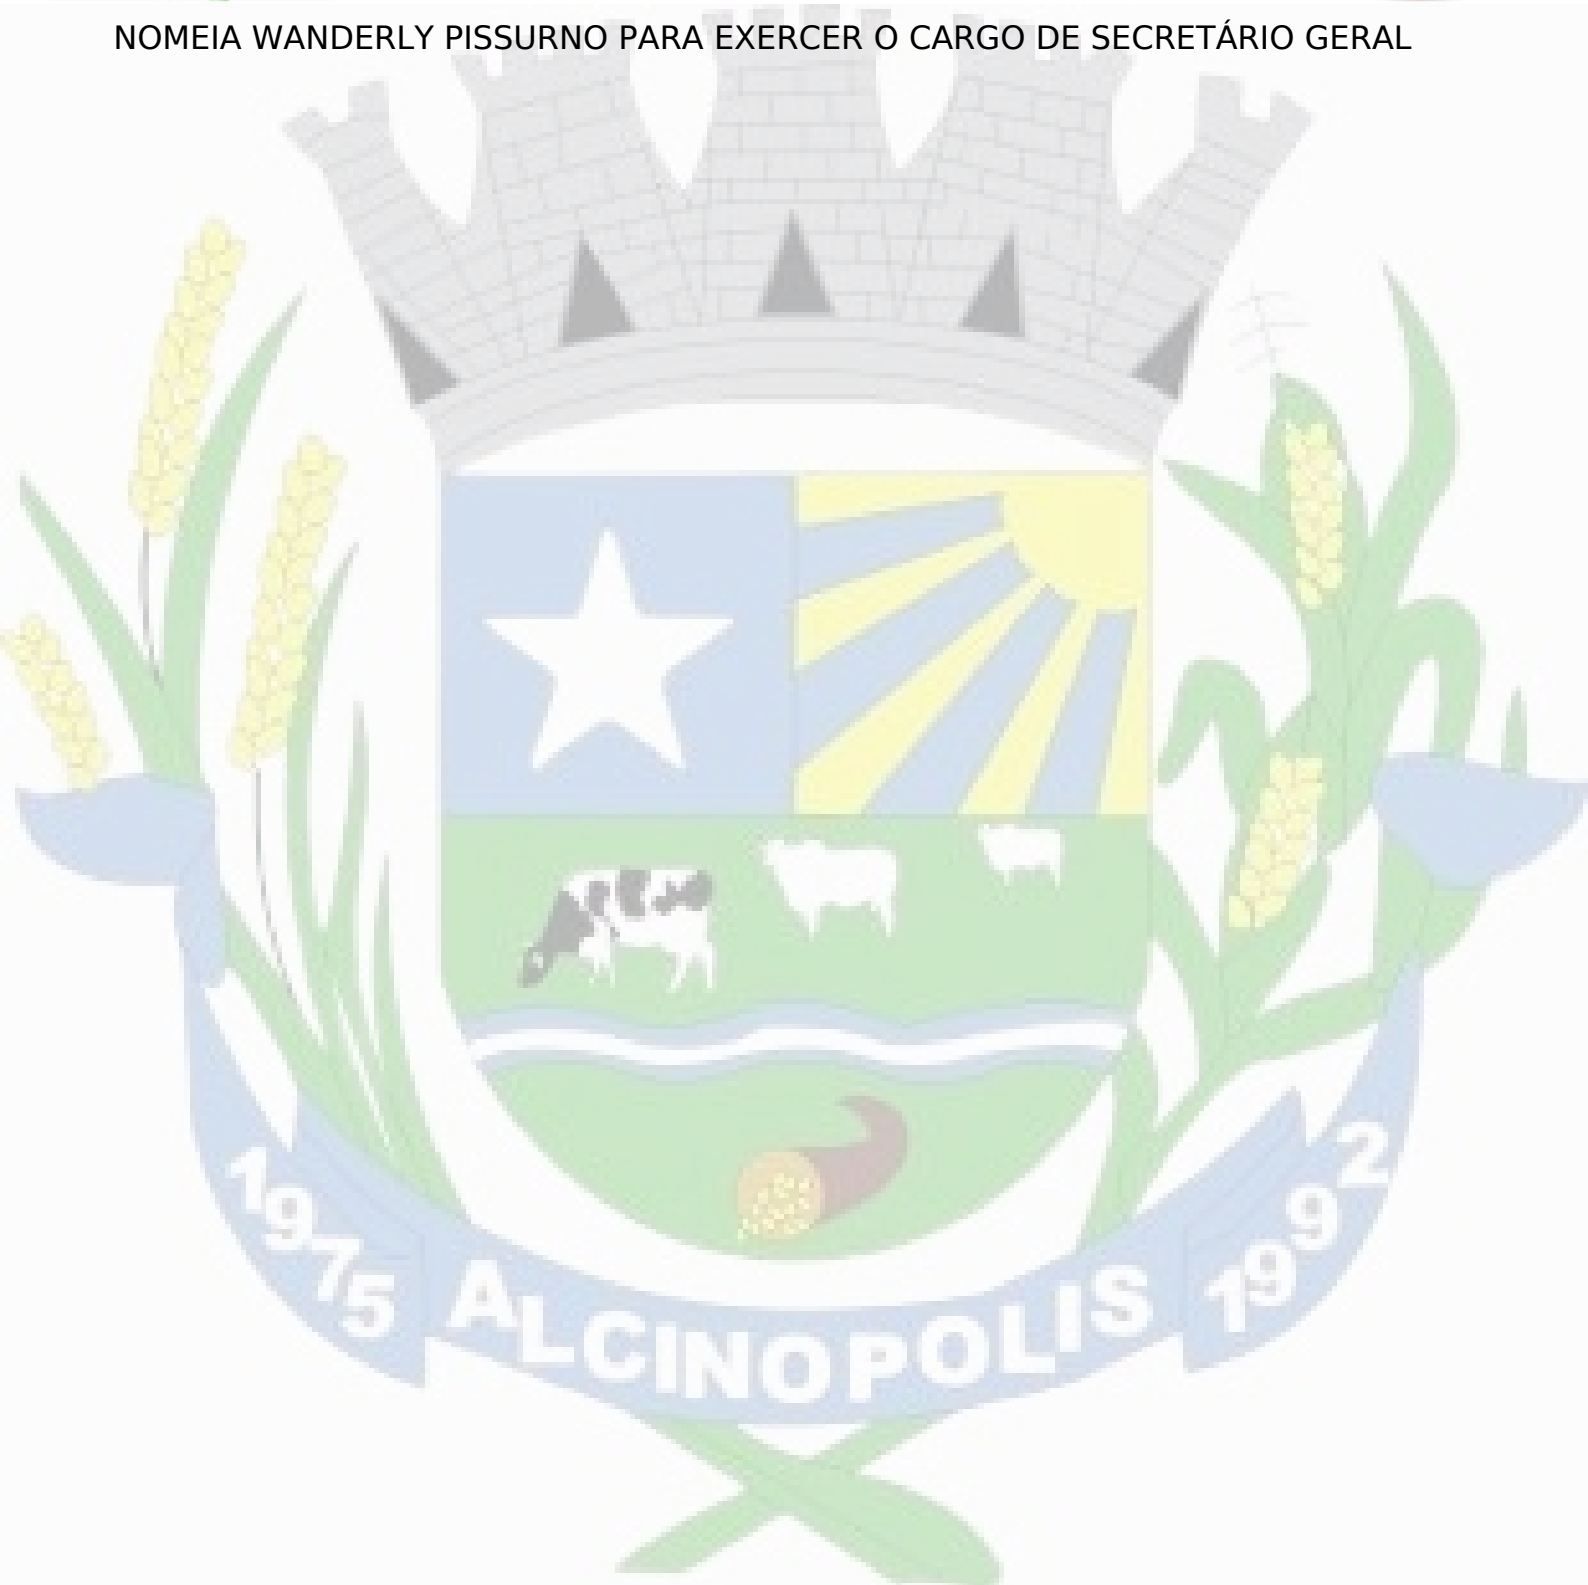 NOMEIA WANDERLY PISSURNO PARA EXERCER O CARGO DE SECRETÁRIO GERAL
1975 ALCINOPOLIS 1992